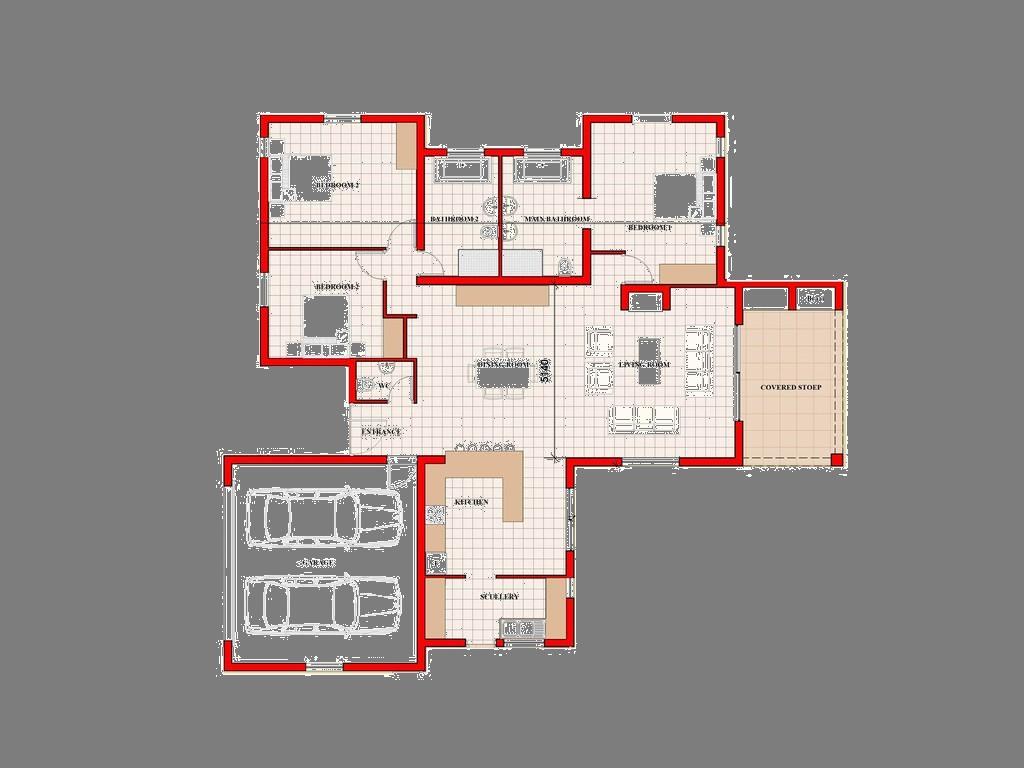 BEDROOM 2
BATHROOM 2
MAIN BATHROOM
BEDROOM 1
BEDROOM 2
DINING ROOM
5140
LIVING ROOM
WC
COVERED STOEP
ENTRANCE
KITCHEN
GARAGE
SCULLERY